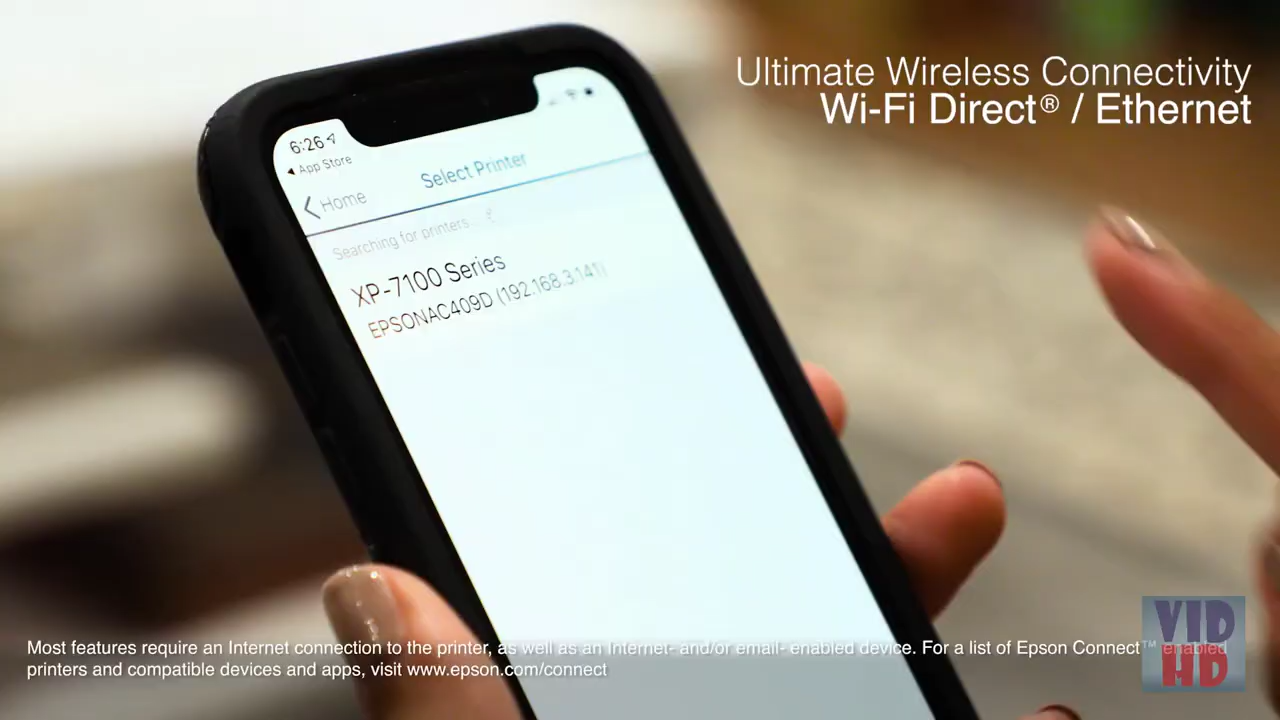 Ultimate Wireless Connectivity
Wi-Fi Direct® / Ethernet
6:26
App Store
Home
Select Printer
Searching for printers
XP-7100 Series
EPSONAC409D (192.168.3.141)
Most features require an Internet connection to the printer, as well as an Internet- and/or email- enabled device. For a list of Epson Connect™ enabled
printers and compatible devices and apps, visit www.epson.com/connect
VID
HD